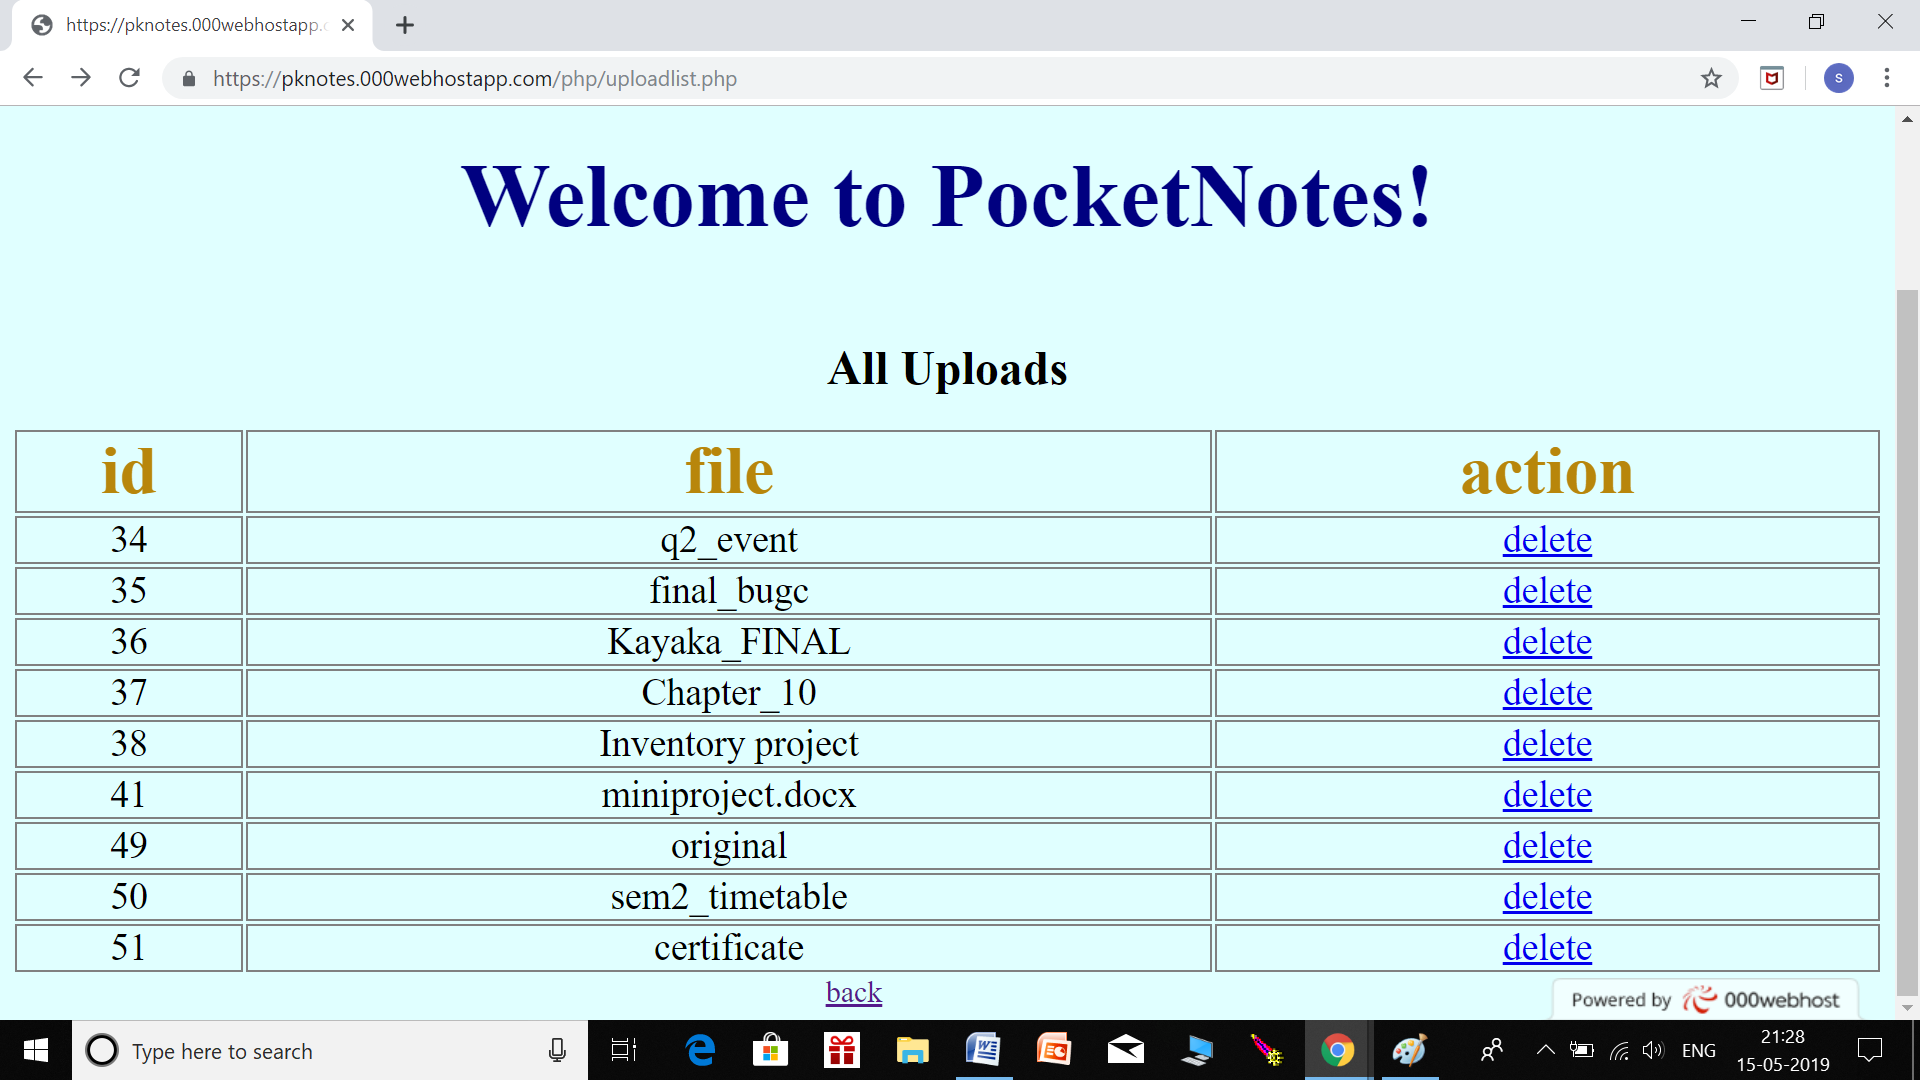 https://pknotes.000webhostapp.c
https://pknotes.000webhostapp.com/php/uploadlist.php
S
Welcome to PocketNotes!
All Uploads
id file action
34 q2_event delete
35 final_bugc delete
36 Kayaka_FINAL delete
37 Chapter_10 delete
38 Inventory project delete
41 miniproject.docx delete
49 original delete
50 sem2_timetable delete
51 certificate delete
back
Powered by 000webhost
Type here to search
ENG
21:28
15-05-2019